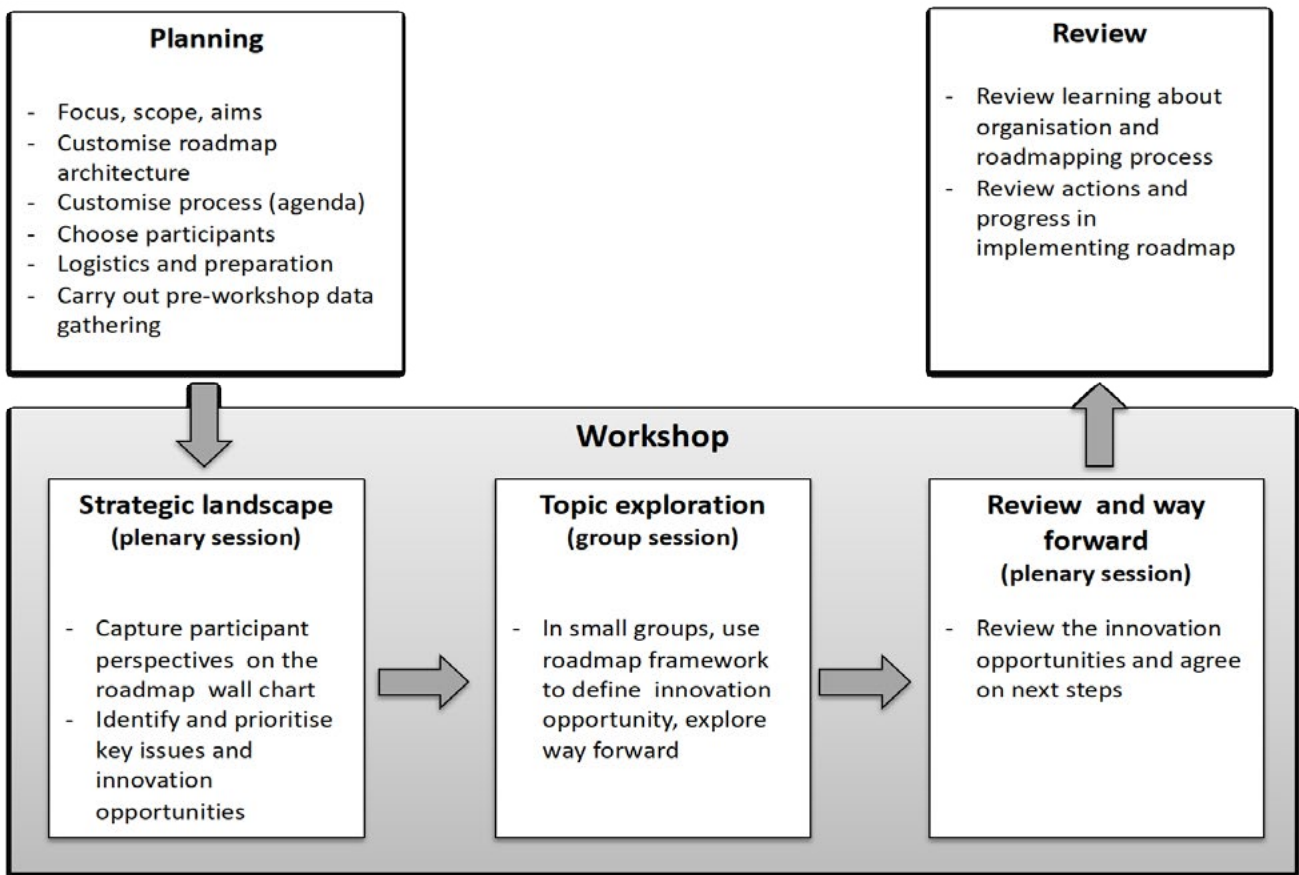 Planning
- Focus, scope, aims
- Customise roadmap
architecture
- Customise process (agenda)
- Choose participants
- Logistics and preparation
- Carry out pre-workshop data
gathering
Review
- Review learning about
organisation and
roadmapping process
- Review actions and
progress in
implementing roadmap
Workshop
Strategic landscape
(plenary session)
- Capture participant
perspectives on the
roadmap wall chart
- Identify and prioritise
key issues and
innovation
opportunities
Topic exploration
(group session)
- In small groups, use
roadmap framework
to define innovation
opportunity, explore
way forward
Review and way
forward
(plenary session)
- Review the innovation
opportunities and agree
on next steps